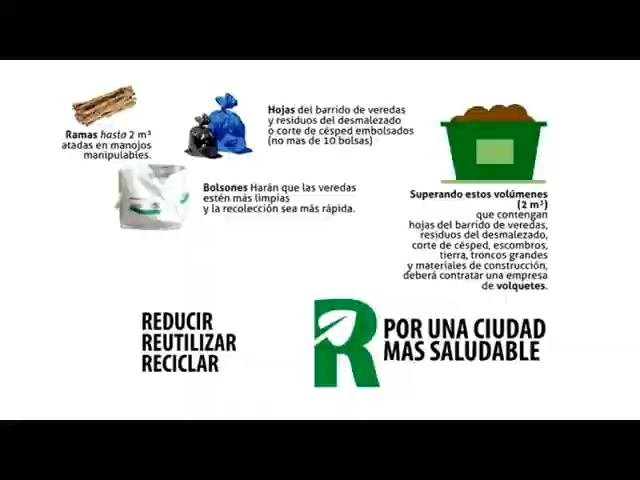 Ramas hasta 2 m³
atadas en manojos
manipulables.
Hojas del barrido de veredas
y residuos del desmalezado
o corte de césped embolsados
(no mas de 10 bolsas)
Bolsones Harán que las veredas
estén más limpias
y la recolección sea más rápida.
Superando estos volúmenes
(2 m³)
que contengan
hojas del barrido de veredas,
residuos del desmalezado,
corte de césped, escombros,
tierra, troncos grandes
y materiales de construcción,
deberá contratar una empresa
de volquetes.
REDUCIR
REUTILIZAR
RECICLAR
R
POR UNA CIUDAD
MAS SALUDABLE